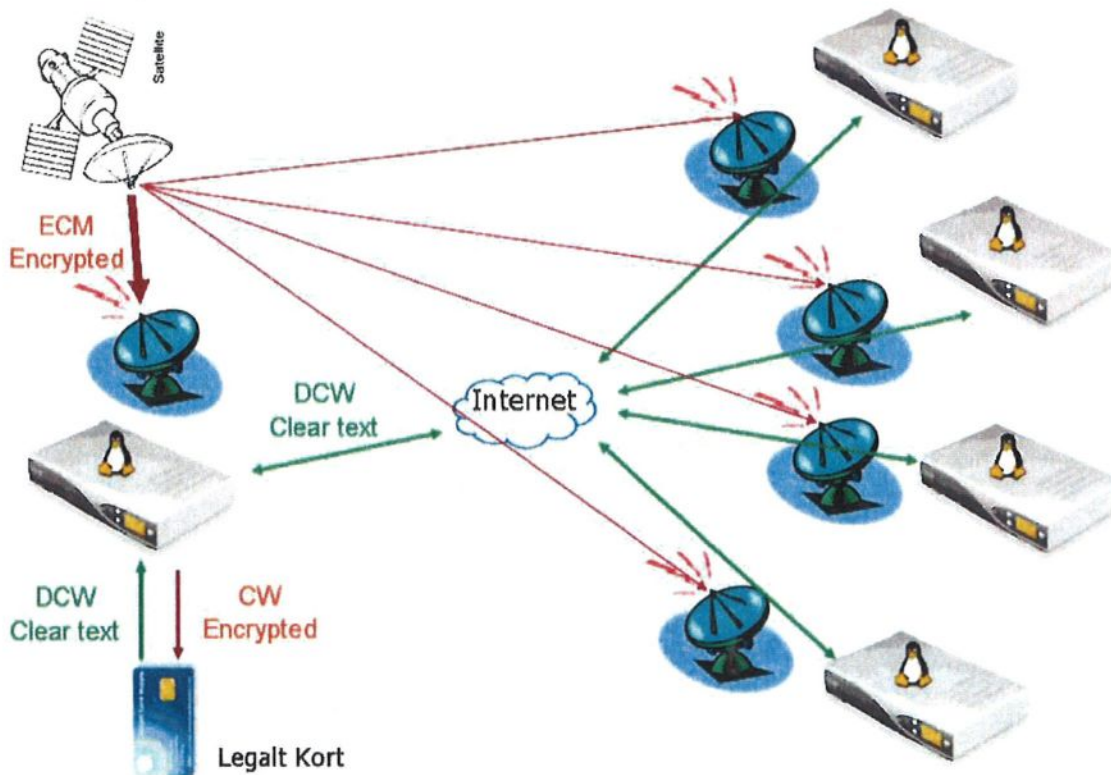 Satellite
ECM
Encrypted
DCW
Clear text
Internet
DCW
Clear text
CW
Encrypted
Legalt Kort